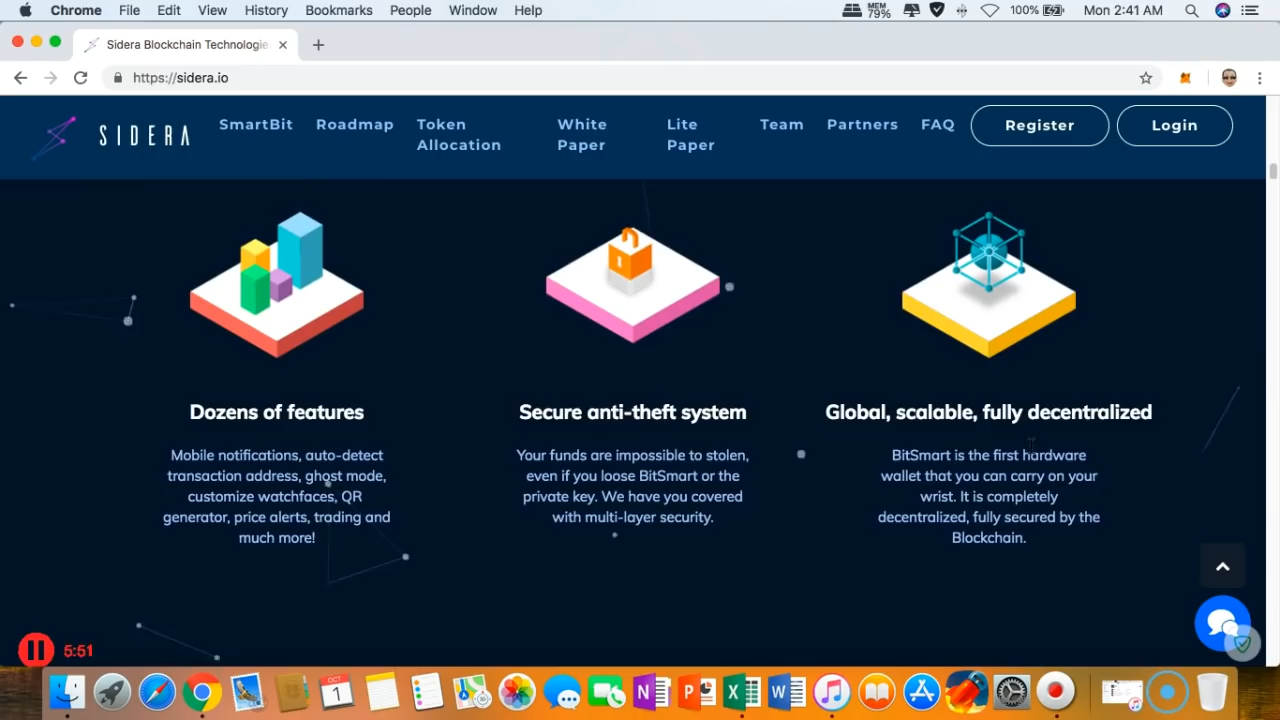 Chrome File Edit View History Bookmarks People Window Help MEM 79% 100% Mon 2:41 AM
Sidera Blockchain Technologie
https://sidera.io
SIDERA SmartBit Roadmap Token Allocation White Paper Lite Paper Team Partners FAQ Register Login
Dozens of features
Mobile notifications, auto-detect
transaction address, ghost mode,
customize watchfaces, QR
generator, price alerts, trading and
much more!
Secure anti-theft system
Your funds are impossible to stolen,
even if you loose BitSmart or the
private key. We have you covered
with multi-layer security.
Global, scalable, fully decentralized
BitSmart is the first hardware
wallet that you can carry on your
wrist. It is completely
decentralized, fully secured by the
Blockchain.
5:51
OCT
1